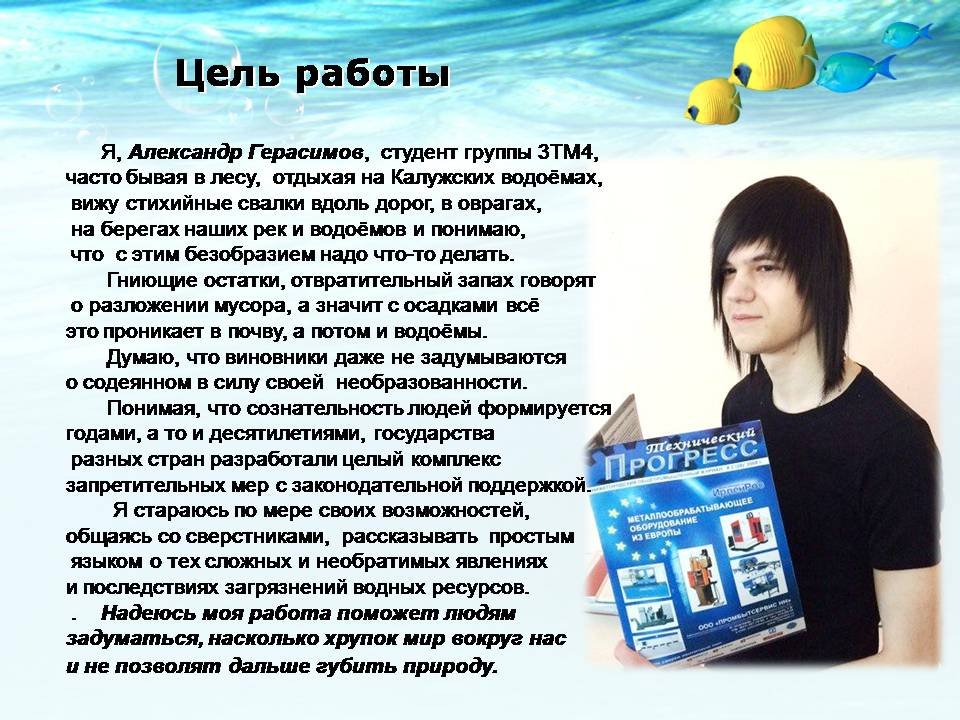 Цель работы
Я, Александр Герасимов, студент группы 3ТМ4,
часто бывая в лесу, отдыхая на Калужских водоёмах,
вижу стихийные свалки вдоль дорог, в оврагах,
на берегах наших рек и водоёмов и понимаю,
что с этим безобразием надо что-то делать.
Гниющие остатки, отвратительный запах говорят
о разложении мусора, а значит с осадками всё
это проникает в почву, а потом и водоёмы.
Думаю, что виновники даже не задумываются
о содеянном в силу своей необразованности.
Понимая, что сознательность людей формируется
годами, а то и десятилетиями, государства
разных стран разработали целый комплекс
запретительных мер с законодательной поддержкой.
Я стараюсь по мере своих возможностей,
общаясь со сверстниками, рассказывать простым
языком о тех сложных и необратимых явлениях
и последствиях загрязнений водных ресурсов.
. Надеюсь моя работа поможет людям
задуматься, насколько хрупок мир вокруг нас
и не позволят дальше губить природу.
Технический
ПРОГРЕСС
ИрленРос
МЕТАЛЛООБРАБАТЫВАЮЩЕЕ
ОБОРУДОВАНИЕ
ИЗ ЕВРОПЫ
ООО «ПРОМБЫТСЕРВИС НН»